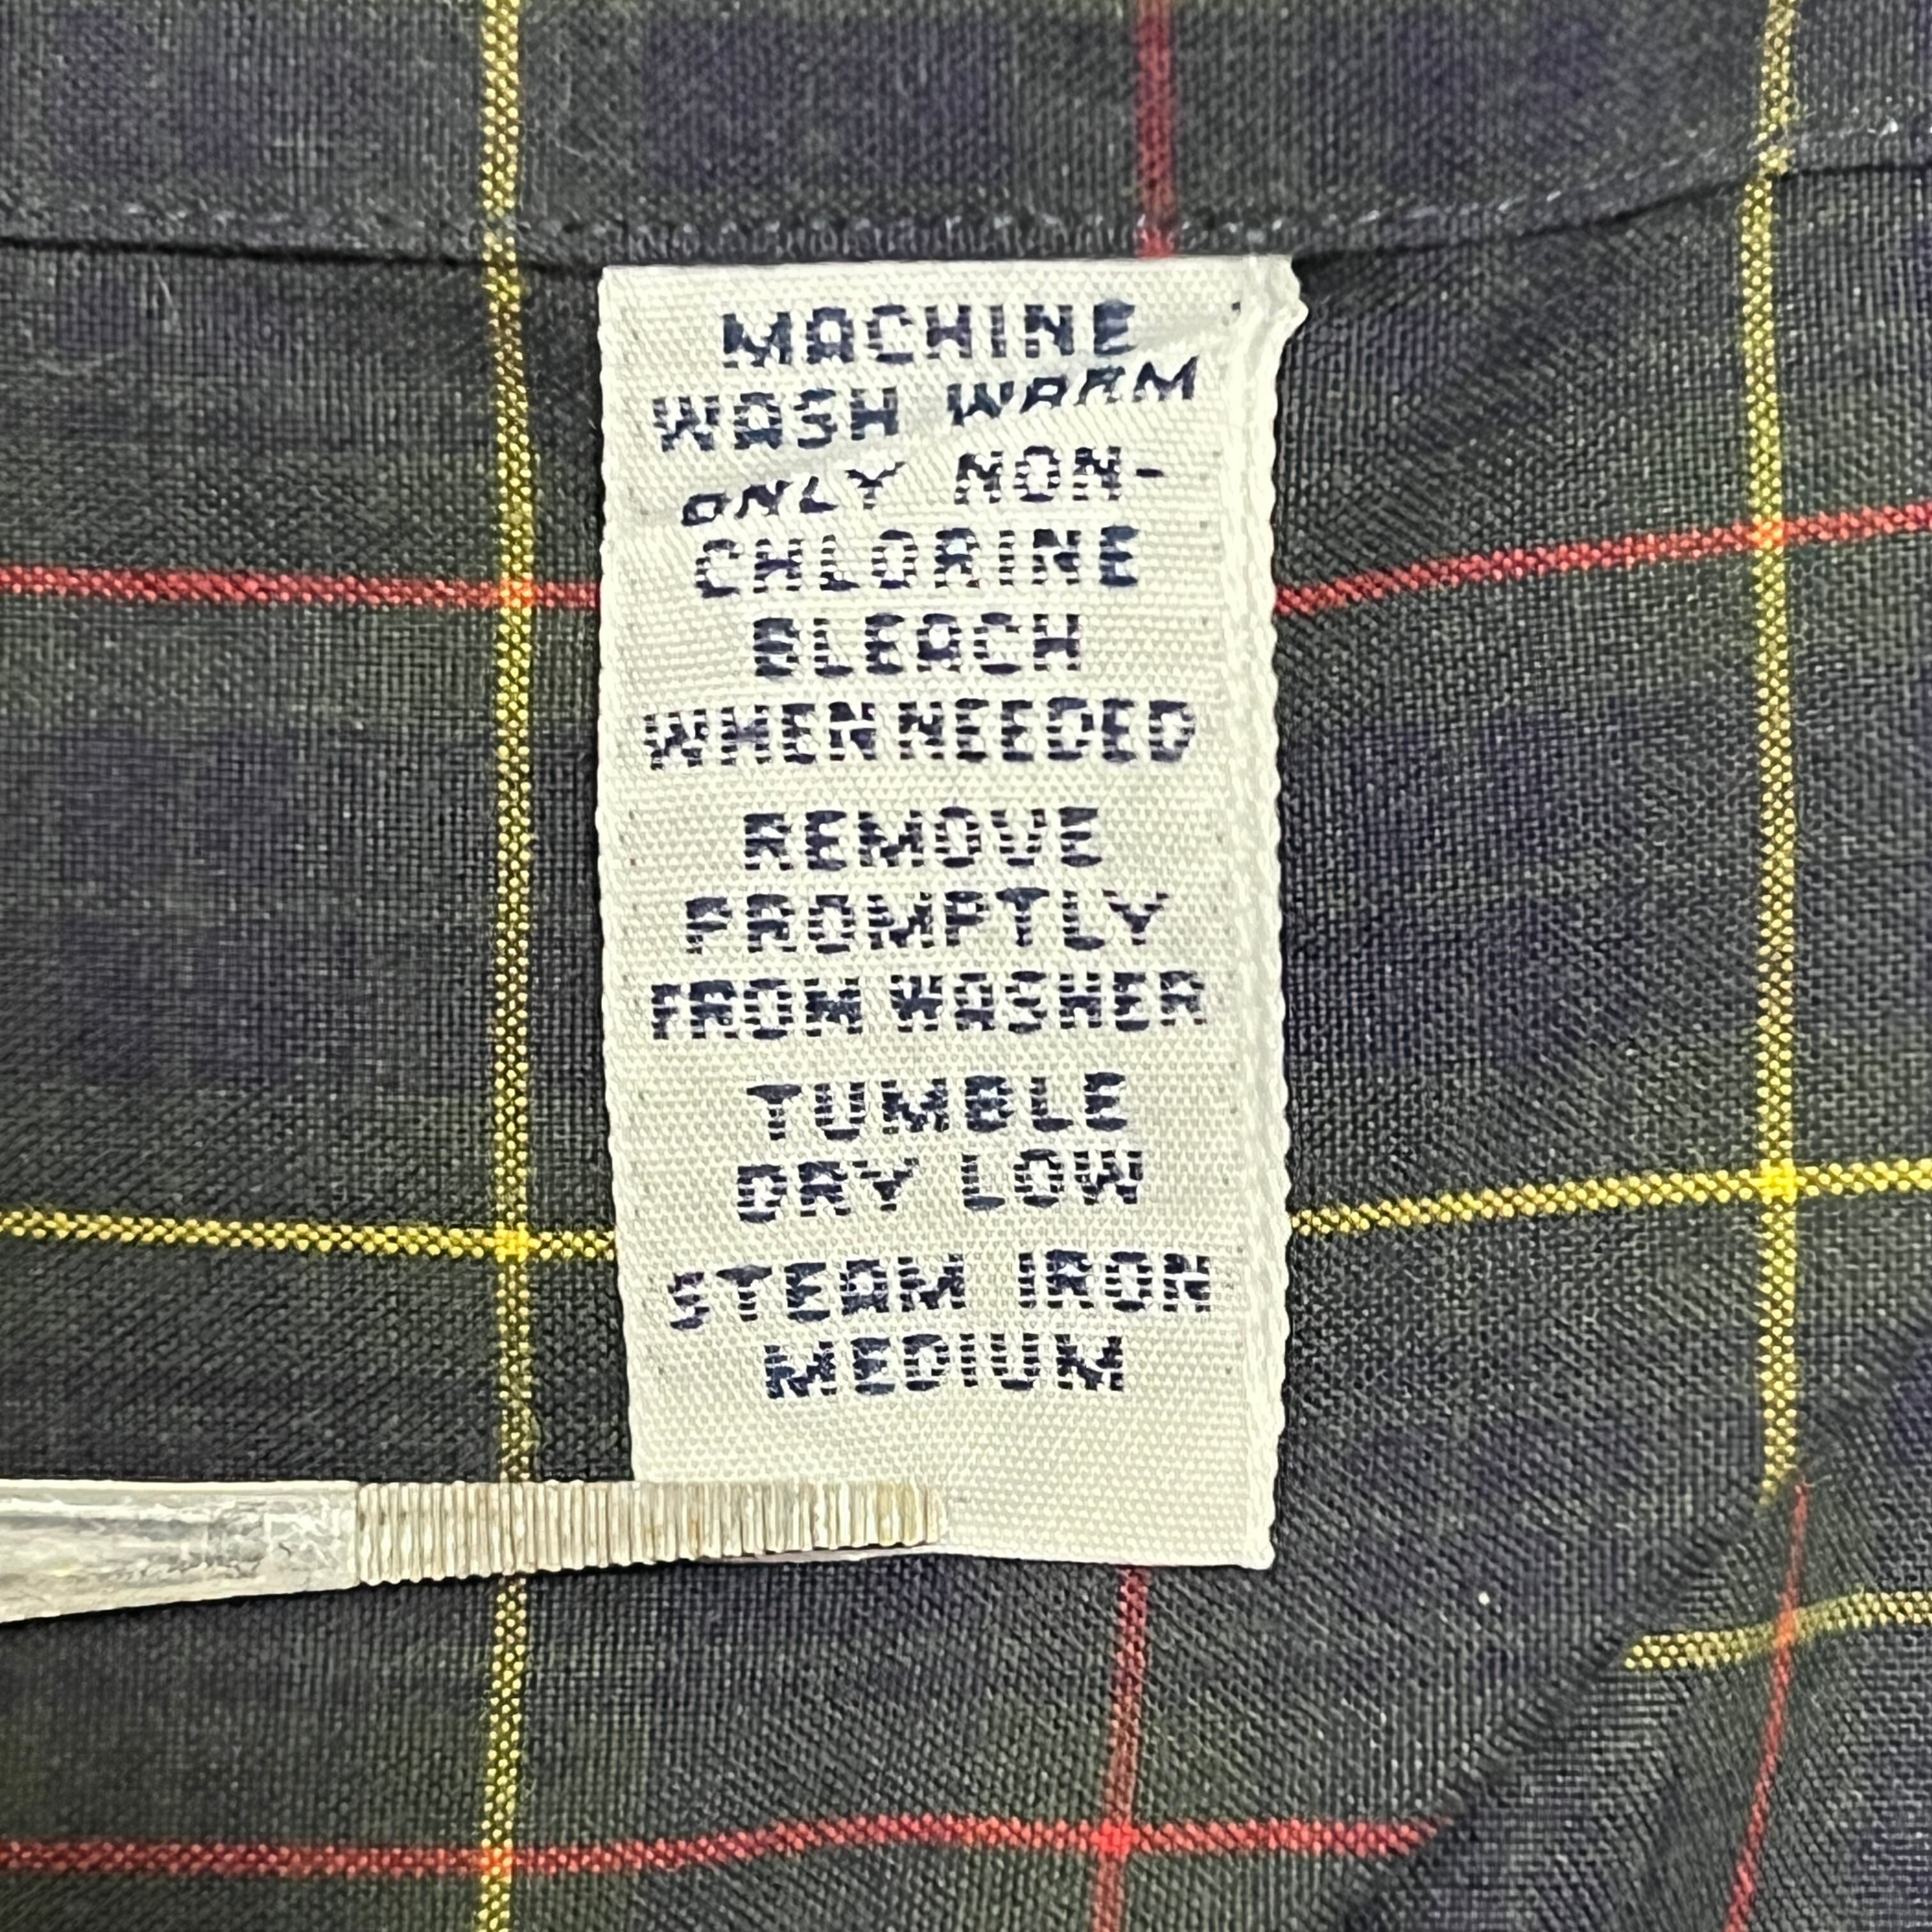 MACHINE
WASH WARM
ONLY NON-
CHLORINE
BLEACH
WHEN NEEDED
REMOVE
PROMPTLY
FROM WASHER
TUMBLE
DRY LOW
STEAM IRON
MEDIUM